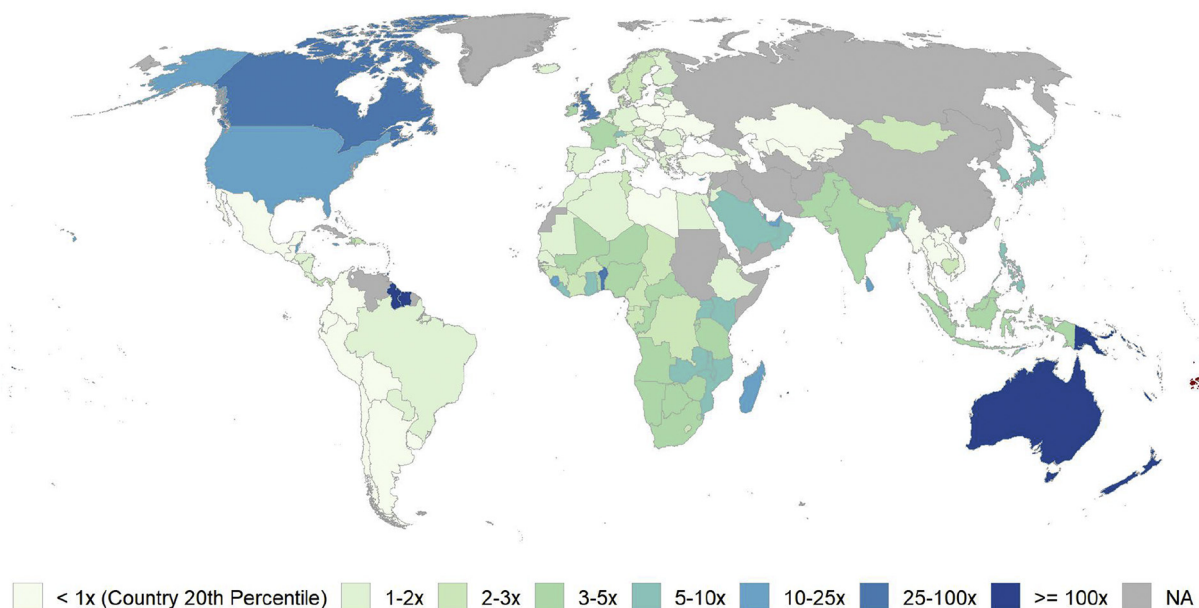 < 1x (Country 20th Percentile) 1-2x 2-3x 3-5x 5-10x 10-25x 25-100x >= 100x NA